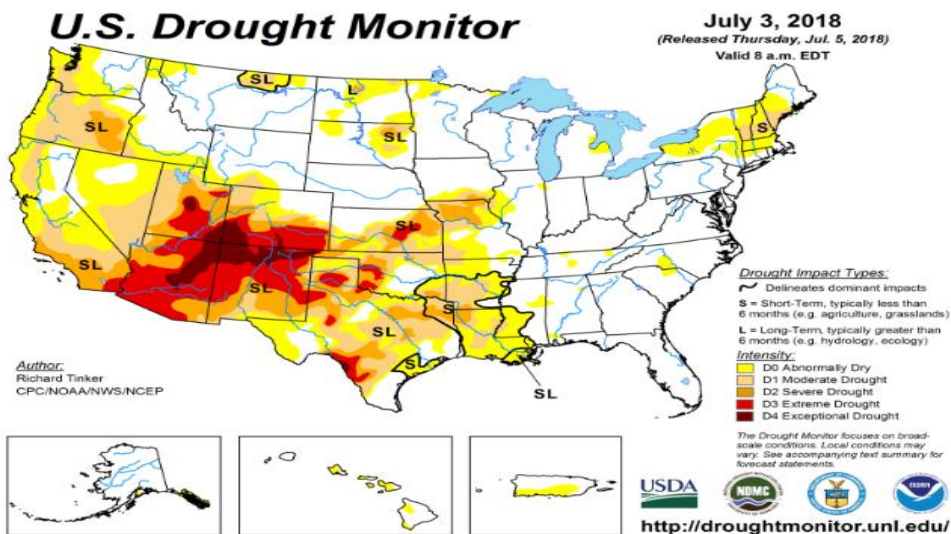 U.S. Drought Monitor
July 3, 2018
(Released Thursday, Jul. 5, 2018)
Valid 8 a.m. EDT
SL
L
SL
SL
S
SL
SL
SL
S
SL
S
SL
Drought Impact Types:
Delineates dominant impacts
S = Short-Term, typically less than
6 months (e.g. agriculture, grasslands)
L = Long-Term, typically greater than
6 months (e.g. hydrology, ecology)
Intensity:
D0 Abnormally Dry
D1 Moderate Drought
D2 Severe Drought
D3 Extreme Drought
D4 Exceptional Drought
Author:
Richard Tinker
CPC/NOAA/NWS/NCEP
The Drought Monitor focuses on broad-
scale conditions. Local conditions may
vary. See accompanying text summary for
forecast statements.
USDA
NDMC
NOAA
http://droughtmonitor.unl.edu/